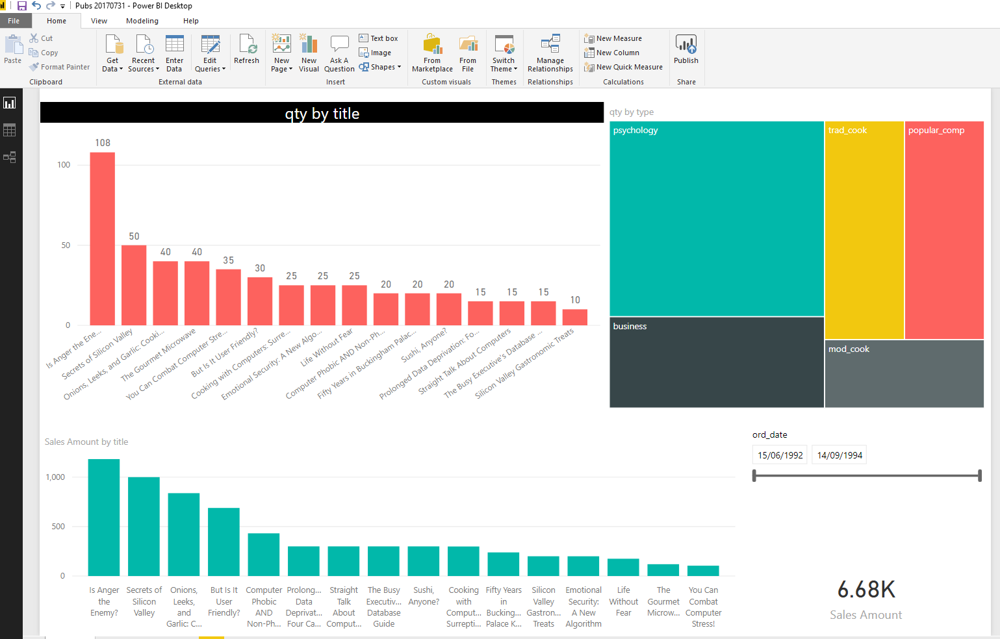 Pubs 20170731 - Power BI Desktop
File Home View Modeling Help
Paste
Cut
Copy
Format Painter
Clipboard
Get Data
Recent Sources
Enter Data
Edit Queries
Refresh
External data
New Page
New Visual
Ask A Question
Text box
Image
Shapes
Insert
From Marketplace
From File
Custom visuals
Switch Theme
Themes
Manage Relationships
Relationships
New Measure
New Column
New Quick Measure
Calculations
Publish
Share
qty by title
108
100
50
50
40
40
35
30
25
25
25
20
20
20
15
15
15
10
0
Is Anger the Ene...
Secrets of Silicon Valley
Onions, Leeks, and Garlic: Cooki...
The Gourmet Microwave
You Can Combat Computer Stre...
But Is It User Friendly?
Cooking with Computers: Surre...
Emotional Security: A New Algo...
Life Without Fear
Computer Phobic AND Non-Ph...
Fifty Years in Buckingham Palac...
Sushi, Anyone?
Prolonged Data Deprivation: Fo...
Straight Talk About Computers
The Busy Executive's Database ...
Silicon Valley Gastronomic Treats
qty by type
psychology
trad_cook
popular_comp
business
mod_cook
Sales Amount by title
1,000
500
0
Is Anger
the
Enemy?
Secrets of
Silicon
Valley
Onions,
Leeks,
and
Garlic: C...
But Is It
User
Friendly?
Computer
Phobic
AND
Non-Ph...
Prolong...
Data
Deprivat...
Four Ca...
Straight
Talk
About
Comput...
The Busy
Executiv...
Database
Guide
Sushi,
Anyone?
Cooking
with
Comput...
Surrepti...
Fifty Years
in
Bucking...
Palace K...
Silicon
Valley
Gastron...
Treats
Emotional
Security:
A New
Algorithm
Life
Without
Fear
The
Gourmet
Microw...
You Can
Combat
Computer
Stress!
ord_date
15/06/1992
14/09/1994
6.68K
Sales Amount